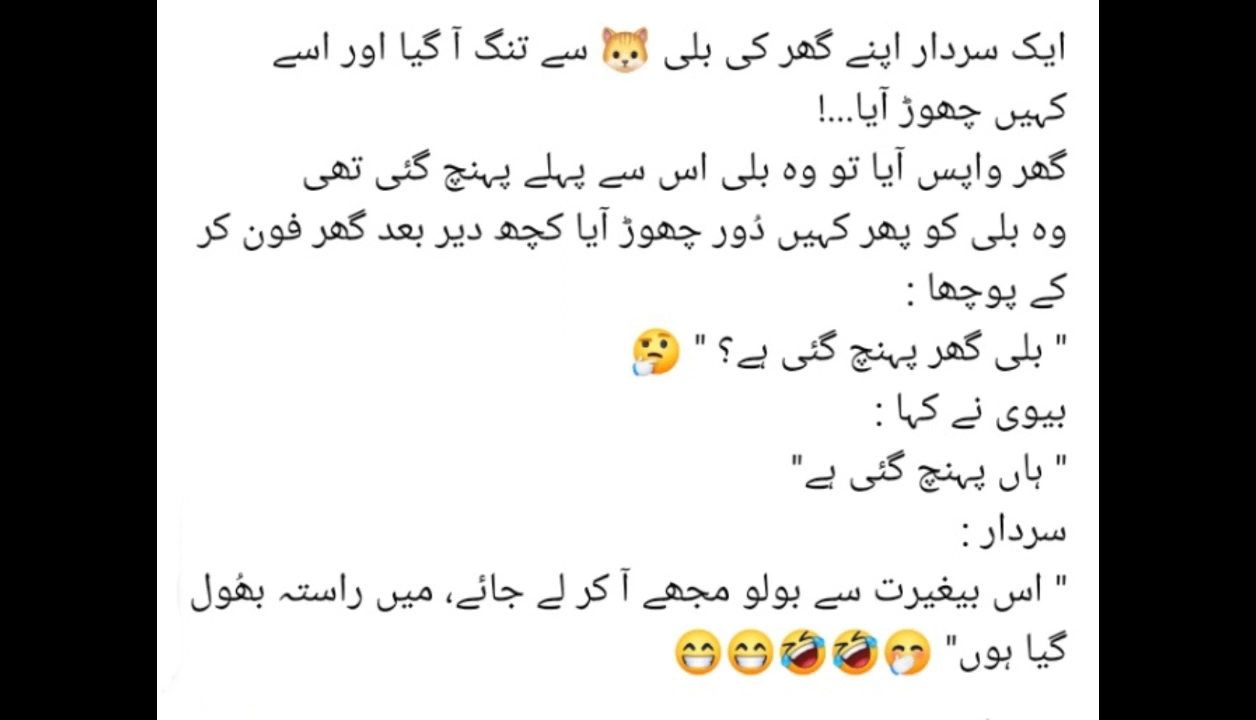 ایک سردار اپنے گھر کی بلی 🐱 سے تنگ آ گیا اور اسے
کہیں چھوڑ آیا...!
گھر واپس آیا تو وہ بلی اس سے پہلے پہنچ گئی تھی
وہ بلی کو پھر کہیں دُور چھوڑ آیا کچھ دیر بعد گھر فون کر
کے پوچھا :
" بلی گھر پہنچ گئی ہے؟ " 🤔
بیوی نے کہا :
" ہاں پہنچ گئی ہے"
سردار :
" اس بیغیرت سے بولو مجھے آ کر لے جائے، میں راستہ بھُول
گیا ہوں" 🤭🤣🤣😁😁